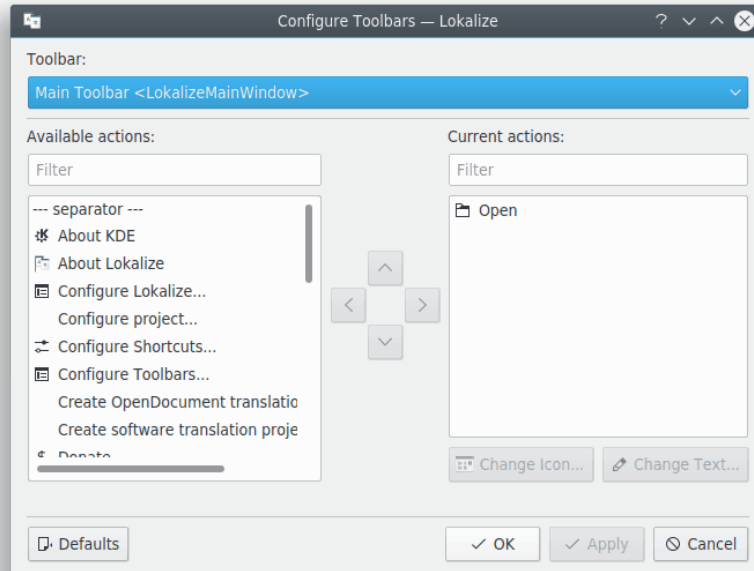 Configure Toolbars — Lokalize
Toolbar:
Main Toolbar <LokalizeMainWindow>
Available actions:
Filter
--- separator ---
About KDE
About Lokalize
Configure Lokalize...
Configure project...
Configure Shortcuts...
Configure Toolbars...
Create OpenDocument translatio
Create software translation proje
Donate
Current actions:
Filter
Open
Change Icon...
Change Text...
Defaults
OK
Apply
Cancel